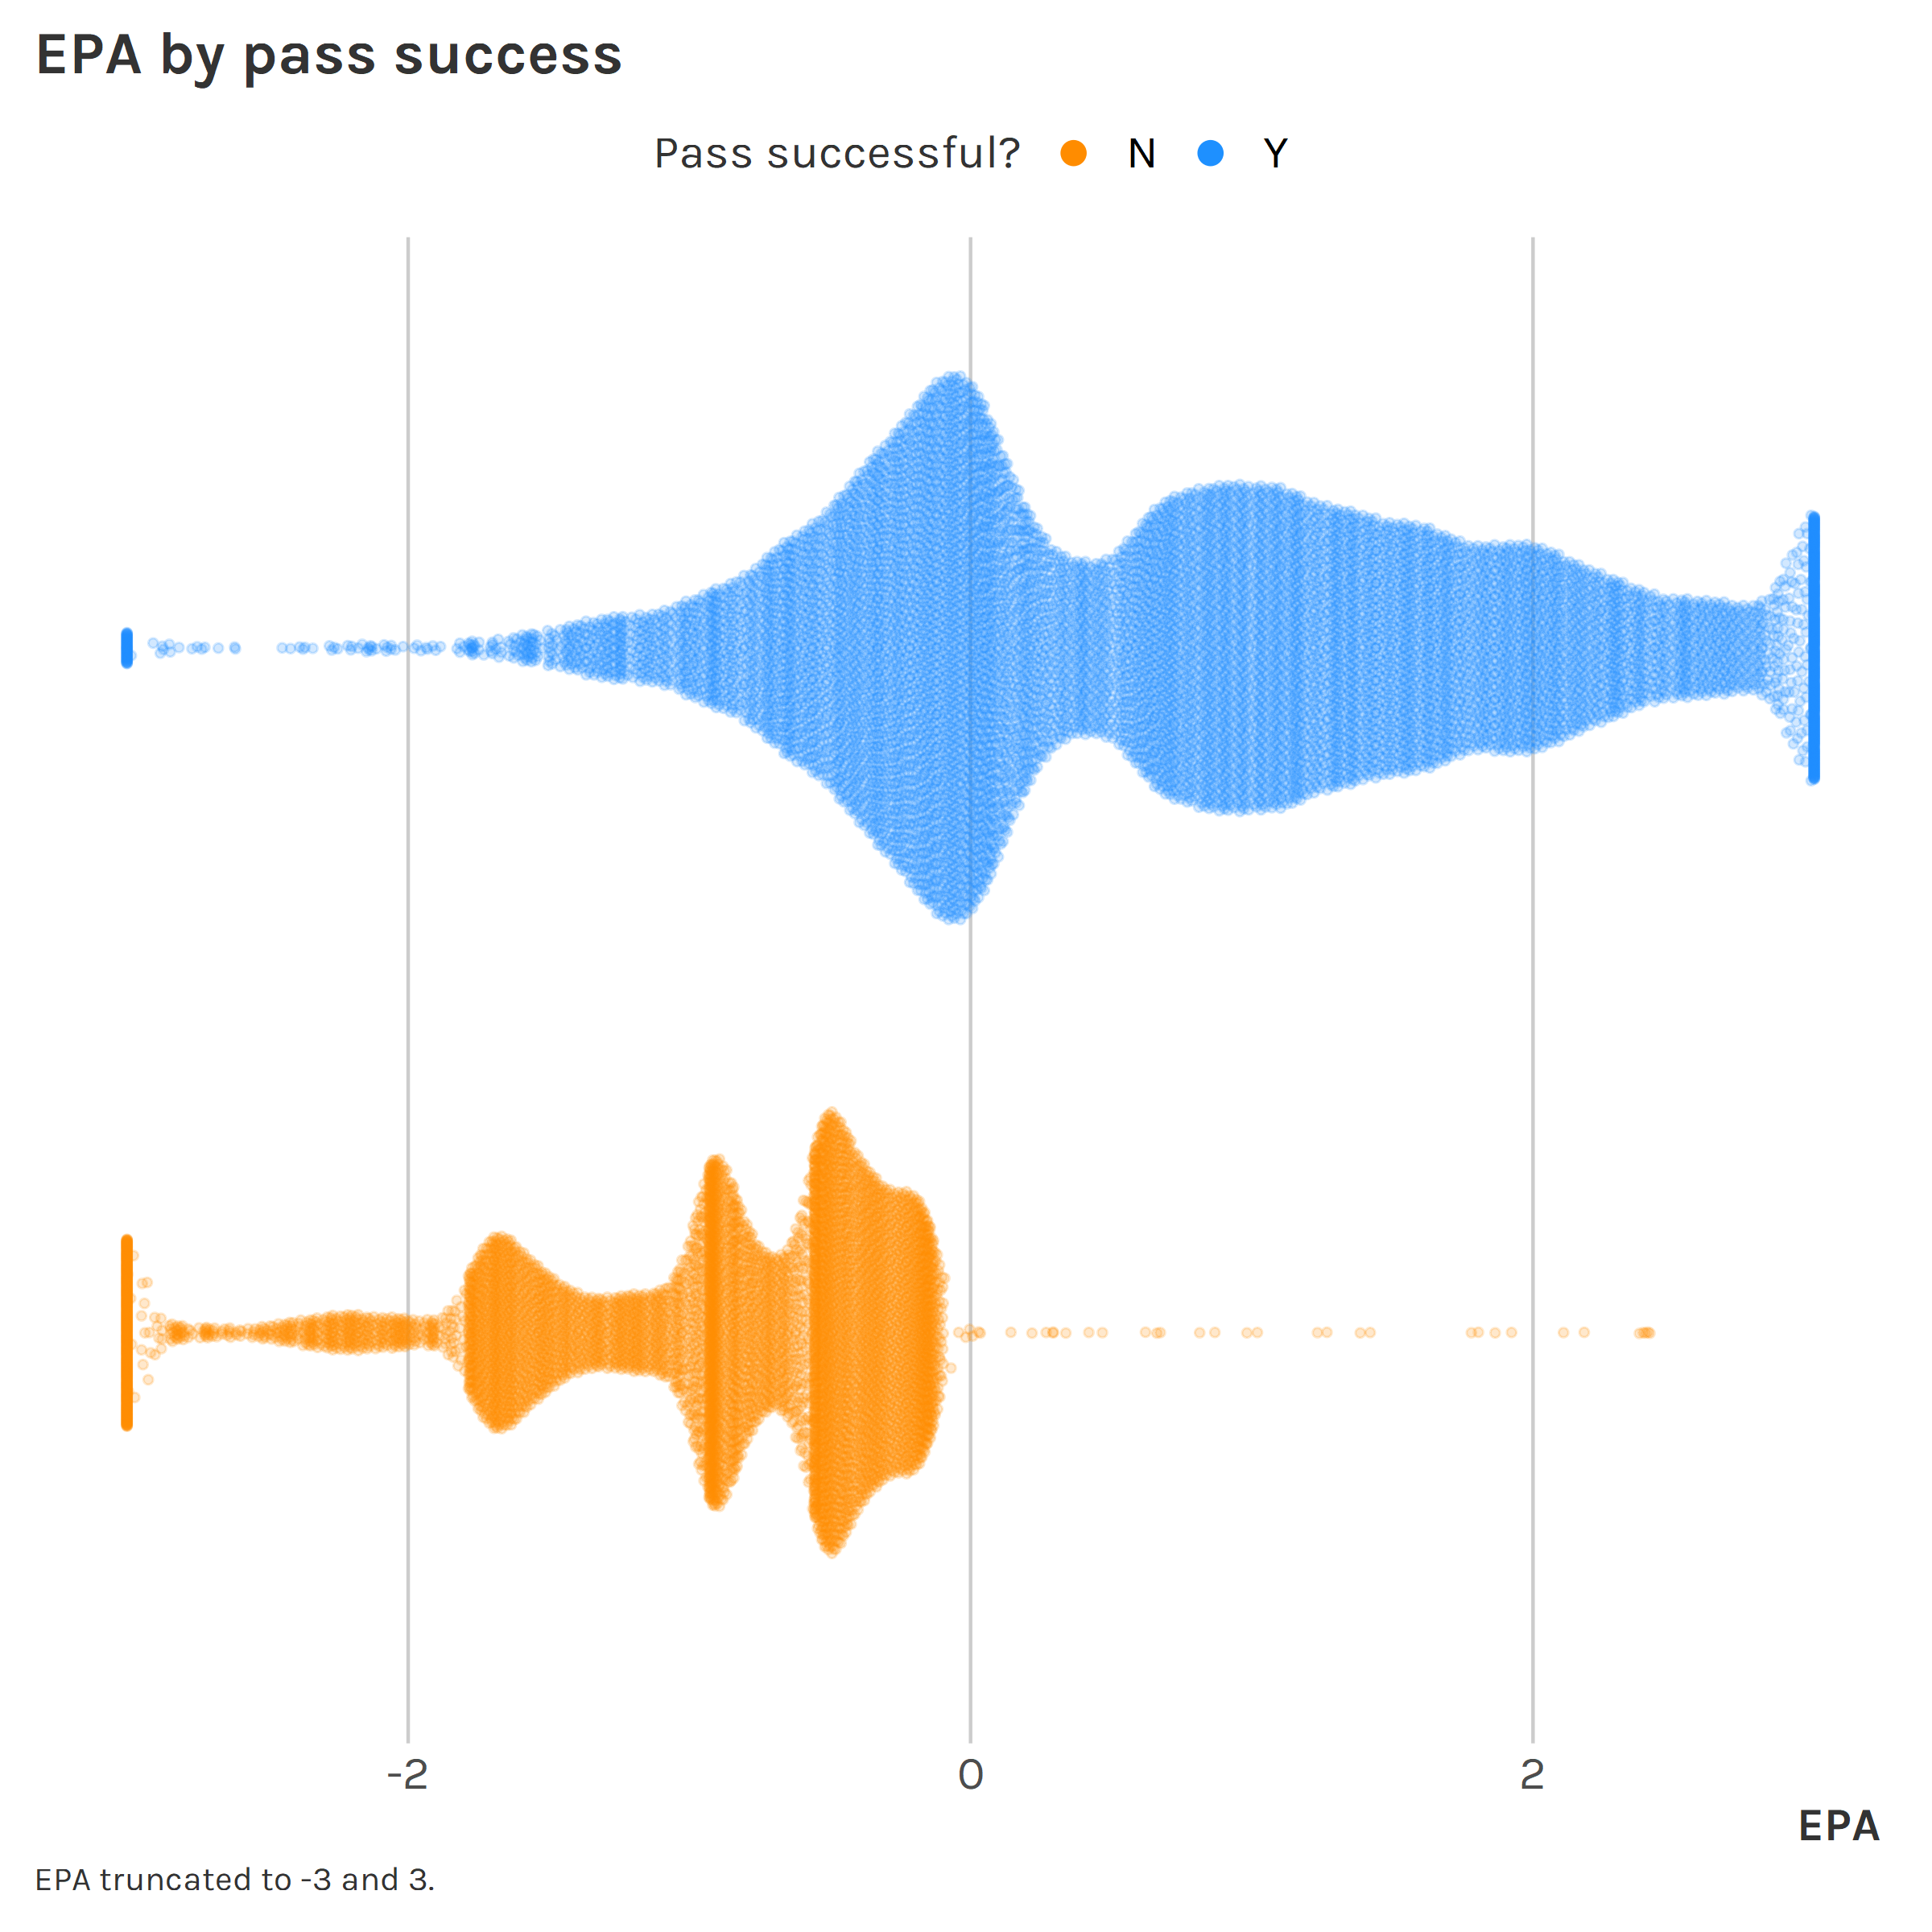 EPA by pass success
Pass successful? N Y
-2 0 2
EPA
EPA truncated to -3 and 3.